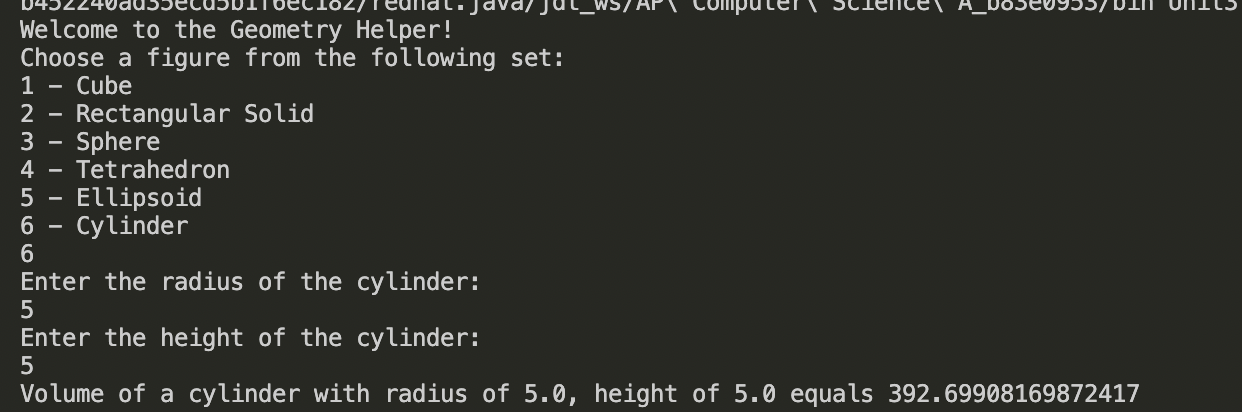 b452240ad35ecd5b1f6ec182/redhat.java/jdt_ws/AP\ Computer\ Science\ A_b83e0953/bin Unit3
Welcome to the Geometry Helper!
Choose a figure from the following set:
1 – Cube
2 – Rectangular Solid
3 – Sphere
4 – Tetrahedron
5 – Ellipsoid
6 – Cylinder
6
Enter the radius of the cylinder:
5
Enter the height of the cylinder:
5
Volume of a cylinder with radius of 5.0, height of 5.0 equals 392.69908169872417